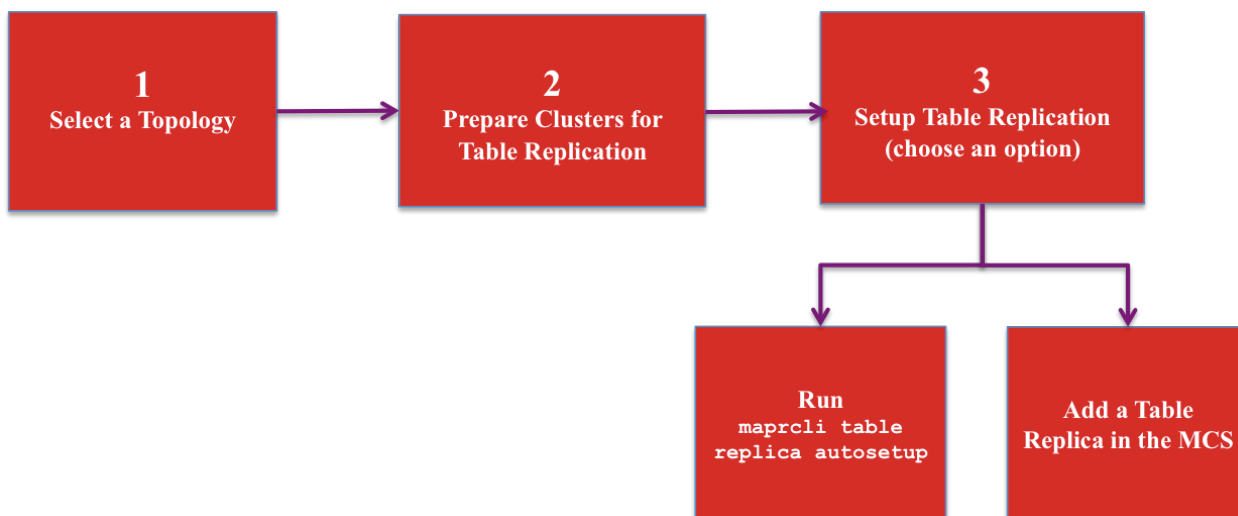 1
Select a Topology
2
Prepare Clusters for
Table Replication
3
Setup Table Replication
(choose an option)
Run
maprcli table
replica autosetup
Add a Table
Replica in the MCS